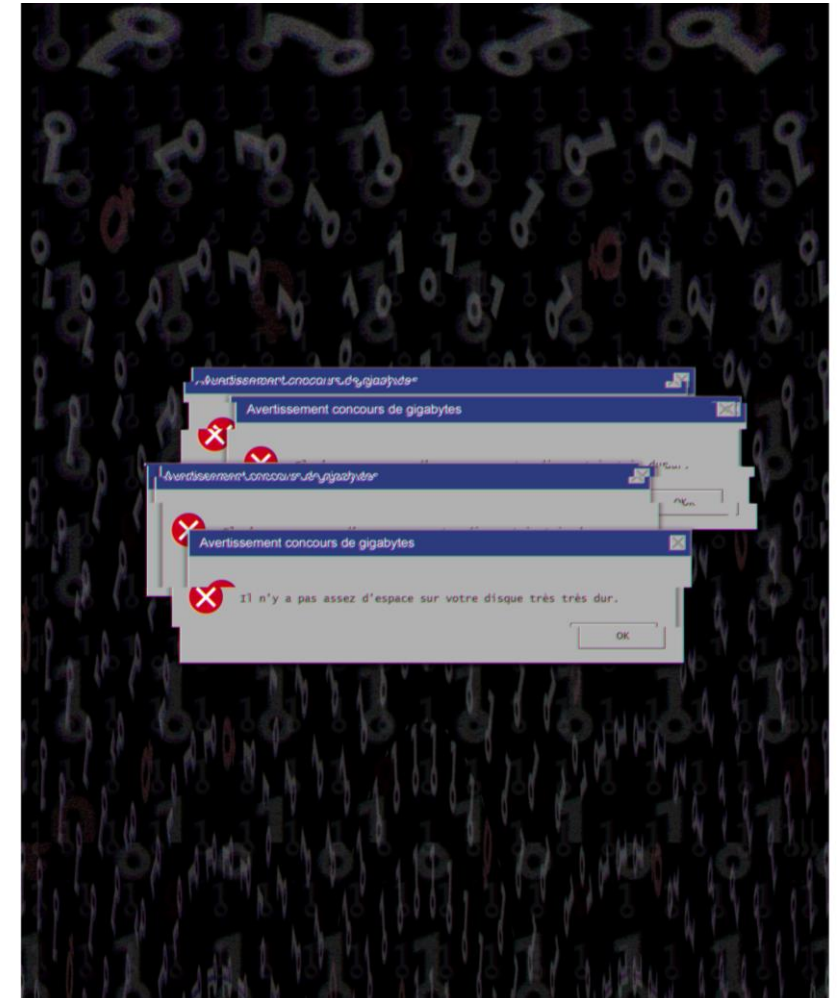 Avertissement concours de gigabytes
Avertissement concours de gigabytes
OK
Avertissement concours de gigabytes
Avertissement concours de gigabytes
Il n'y a pas assez d'espace sur votre disque très très dur.
OK